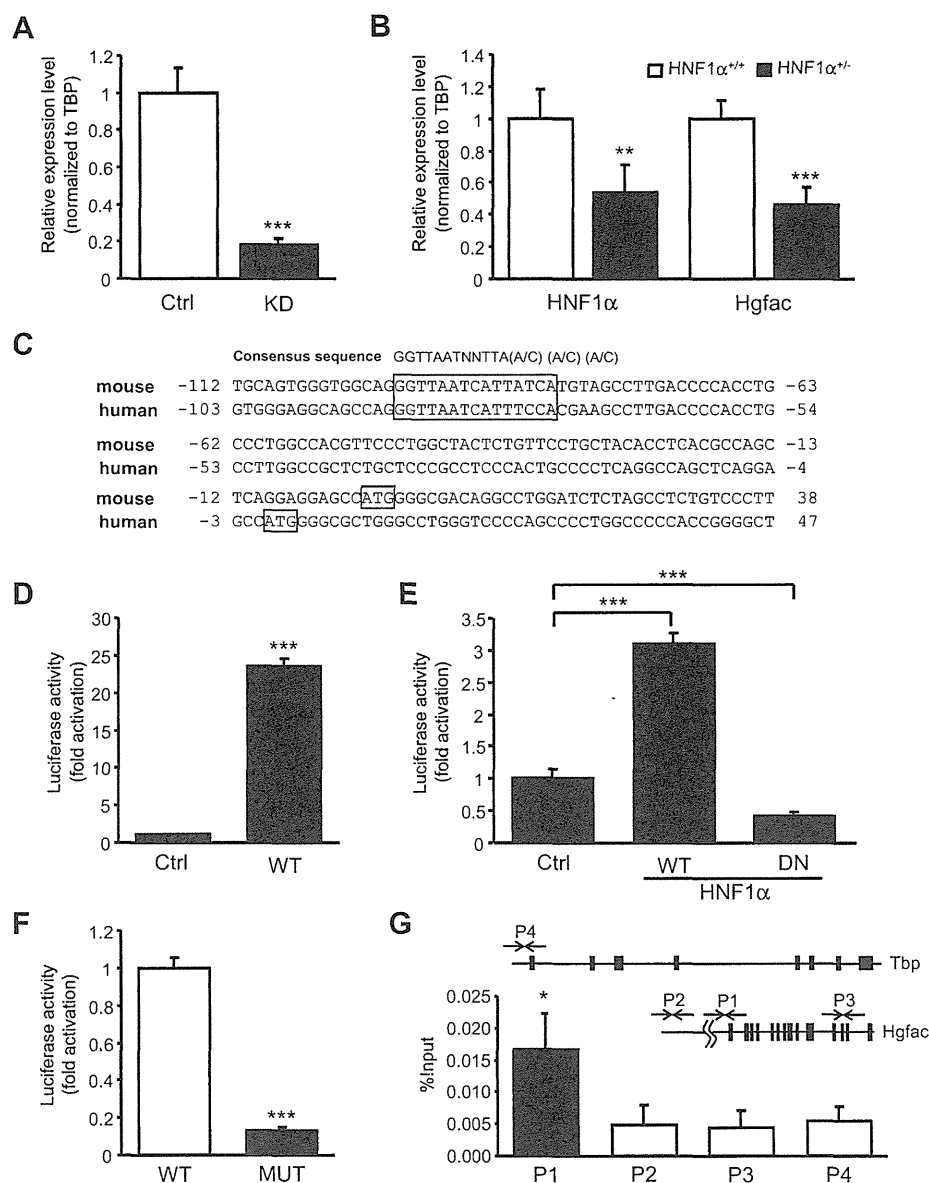 A
Relative expression level
(normalized to TBP)
1.2
1
0.8
0.6
0.4
0.2
0
***
Ctrl
KD
B
Relative expression level
(normalized to TBP)
1.4
1.2
1
0.8
0.6
0.4
0.2
0
HNF1α+/+
HNF1α+/-
**
***
HNF1α
Hgfac
C
Consensus sequence GGTTAATNNTTA(A/C) (A/C) (A/C)
mouse -112 TGCAGTGGGTGGCAGGGTTAATCATTATCATGTAGCCTTGACCCCACCTG -63
human -103 GTGGGAGGCAGCCAGGGTTAATCATTTCCACGAAGCCTTGACCCCACCTG -54
mouse -62 CCCTGGCCACGTTCCCTGGCTACTCTGTTCCTGCTACACCTCACGCCAGC -13
human -53 CCTTGGCCGCTCTGCTCCCGCCTCCCACTGCCCCTCAGGCCAGCTCAGGA -4
mouse -12 TCAGGAGGAGCCATGGGGCGACAGGCCTGGATCTCTAGCCTCTGTCCCTT 38
human -3 GCCATGGGGCGCTGGGCCTGGGTCCCCAGCCCCTGGCCCCCACCGGGGCT 47
D
Luciferase activity
(fold activation)
30
25
20
15
10
5
0
***
Ctrl
WT
E
Luciferase activity
(fold activation)
3.5
3
2.5
2
1.5
1
0.5
0
***
***
Ctrl
WT
DN
HNF1α
F
Luciferase activity
(fold activation)
1.2
1
0.8
0.6
0.4
0.2
0
***
WT
MUT
G
P4
Tbp
P2
P1
P3
Hgfac
%Input
0.025
0.020
0.015
0.010
0.005
0.000
*
P1
P2
P3
P4